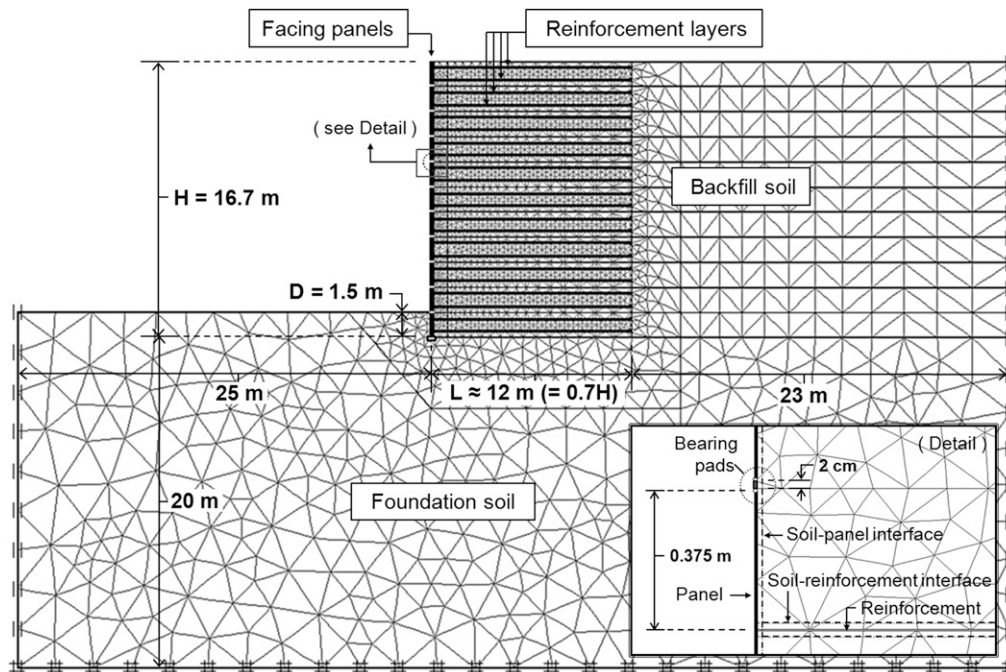 Facing panels
Reinforcement layers
( see Detail )
H = 16.7 m
Backfill soil
D = 1.5 m
25 m
L ≈ 12 m (= 0.7H)
23 m
20 m
Foundation soil
Bearing
pads
( Detail )
2 cm
Soil-panel interface
0.375 m
Soil-reinforcement interface
Panel
Reinforcement